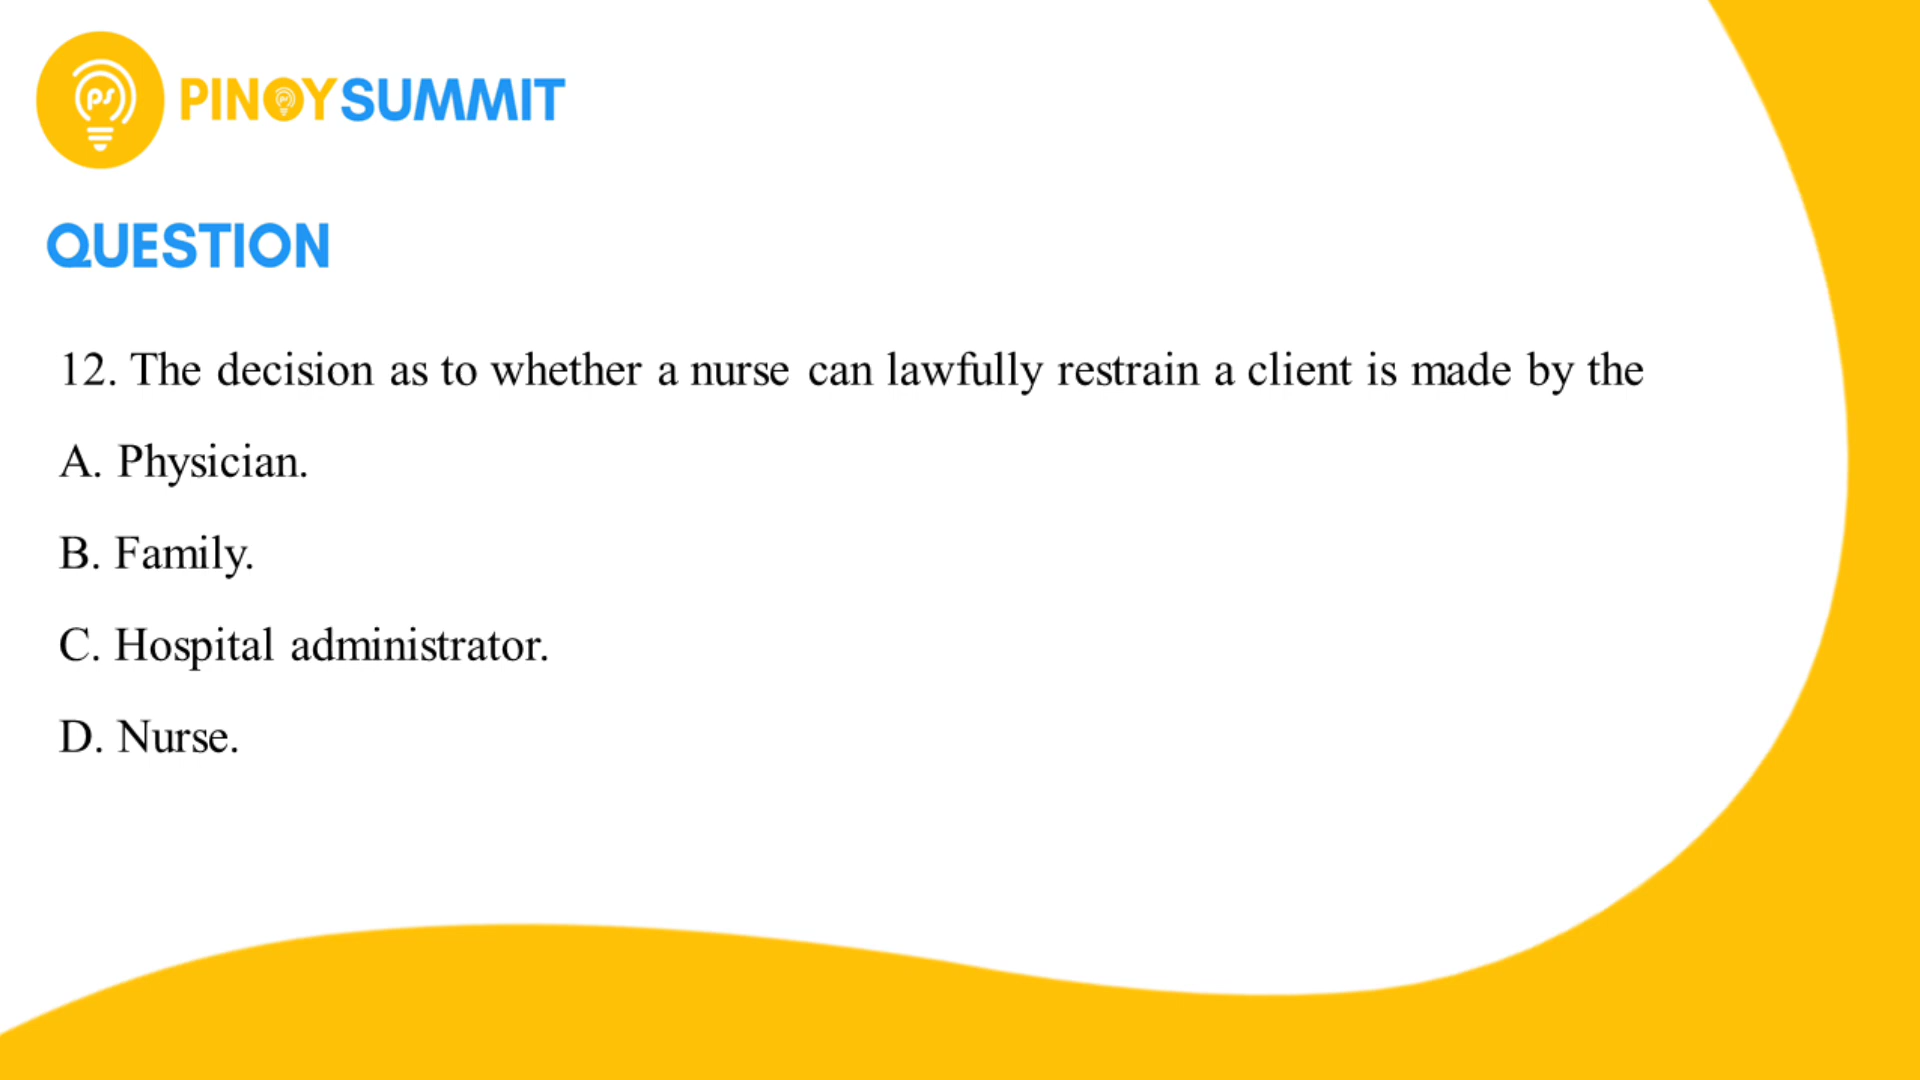 PINOYSUMMIT
QUESTION
12. The decision as to whether a nurse can lawfully restrain a client is made by the
A. Physician.
B. Family.
C. Hospital administrator.
D. Nurse.